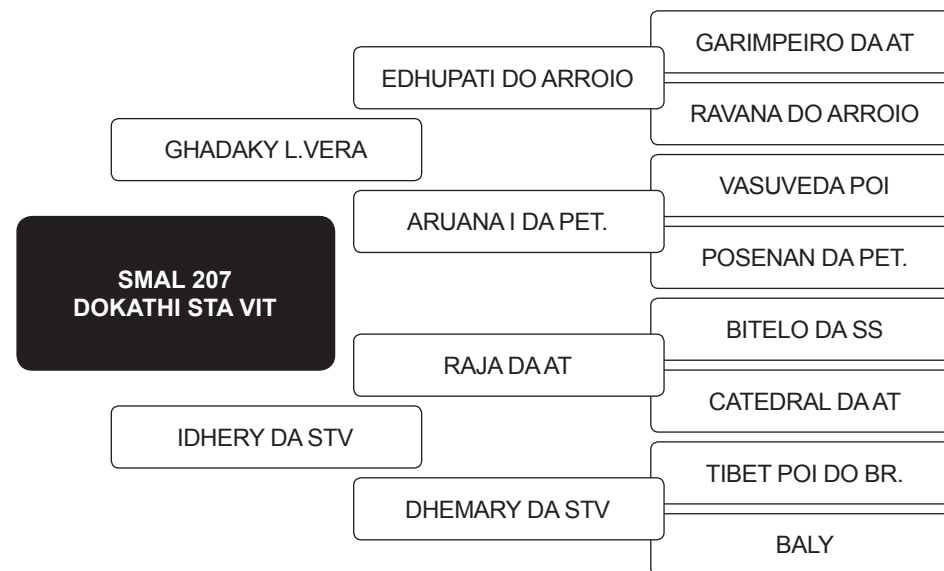 GARIMPEIRO DA AT
EDHUPATI DO ARROIO
RAVANA DO ARROIO
GHADAKY L.VERA
VASUVEDA POI
ARUANA I DA PET.
POSENAN DA PET.
SMAL 207
DOKATHI STA VIT
BITELO DA SS
RAJA DA AT
CATEDRAL DA AT
IDHERY DA STV
TIBET POI DO BR.
DHEMARY DA STV
BALY